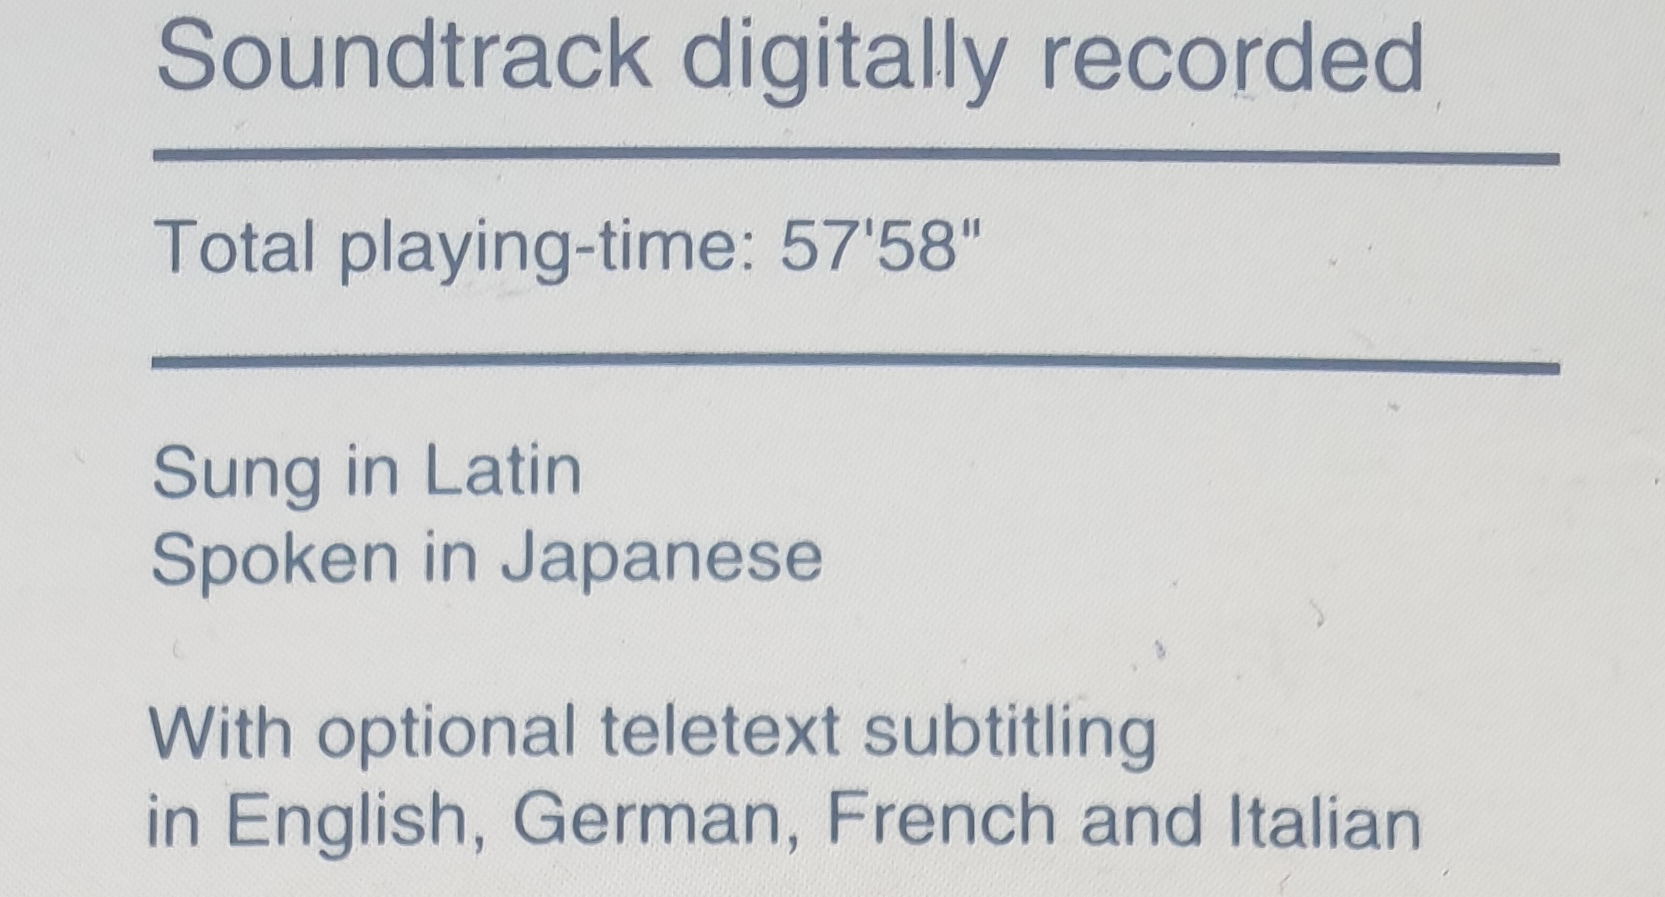 Soundtrack digitally recorded
Total playing-time: 57'58"
Sung in Latin
Spoken in Japanese
With optional teletext subtitling
in English, German, French and Italian